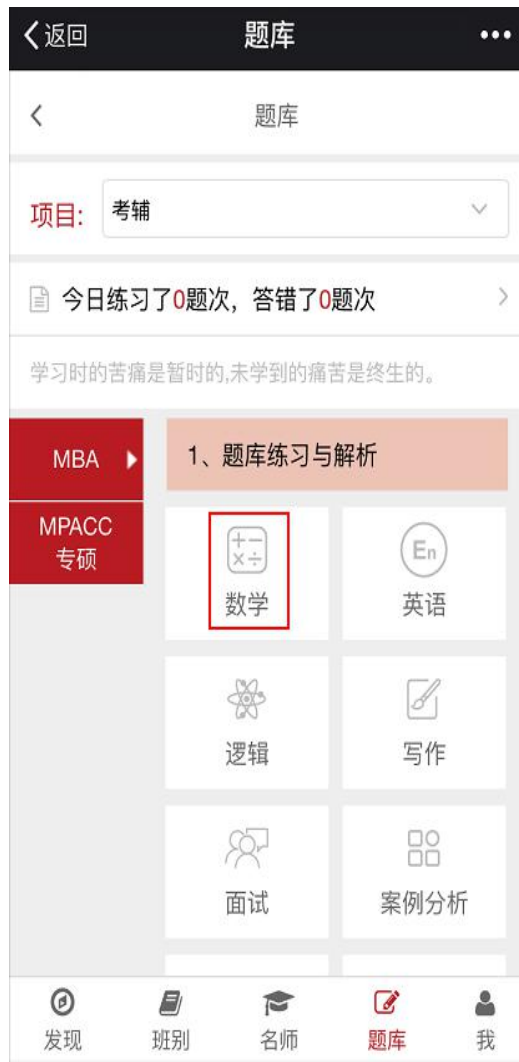 返回
题库
题库
项目:
考辅
今日练习了0题次，答错了0题次
学习时的苦痛是暂时的,未学到的痛苦是终生的。
MBA
1、题库练习与解析
MPACC
专硕
+−
×÷
数学
En
英语
逻辑
写作
面试
案例分析
发现
班别
名师
题库
我